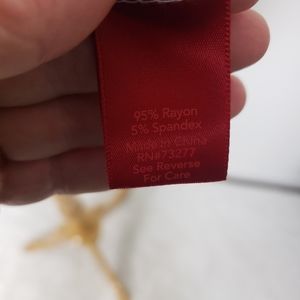 95% Rayon
5% Spandex
Made in China
RN#73277
See Reverse
For Care